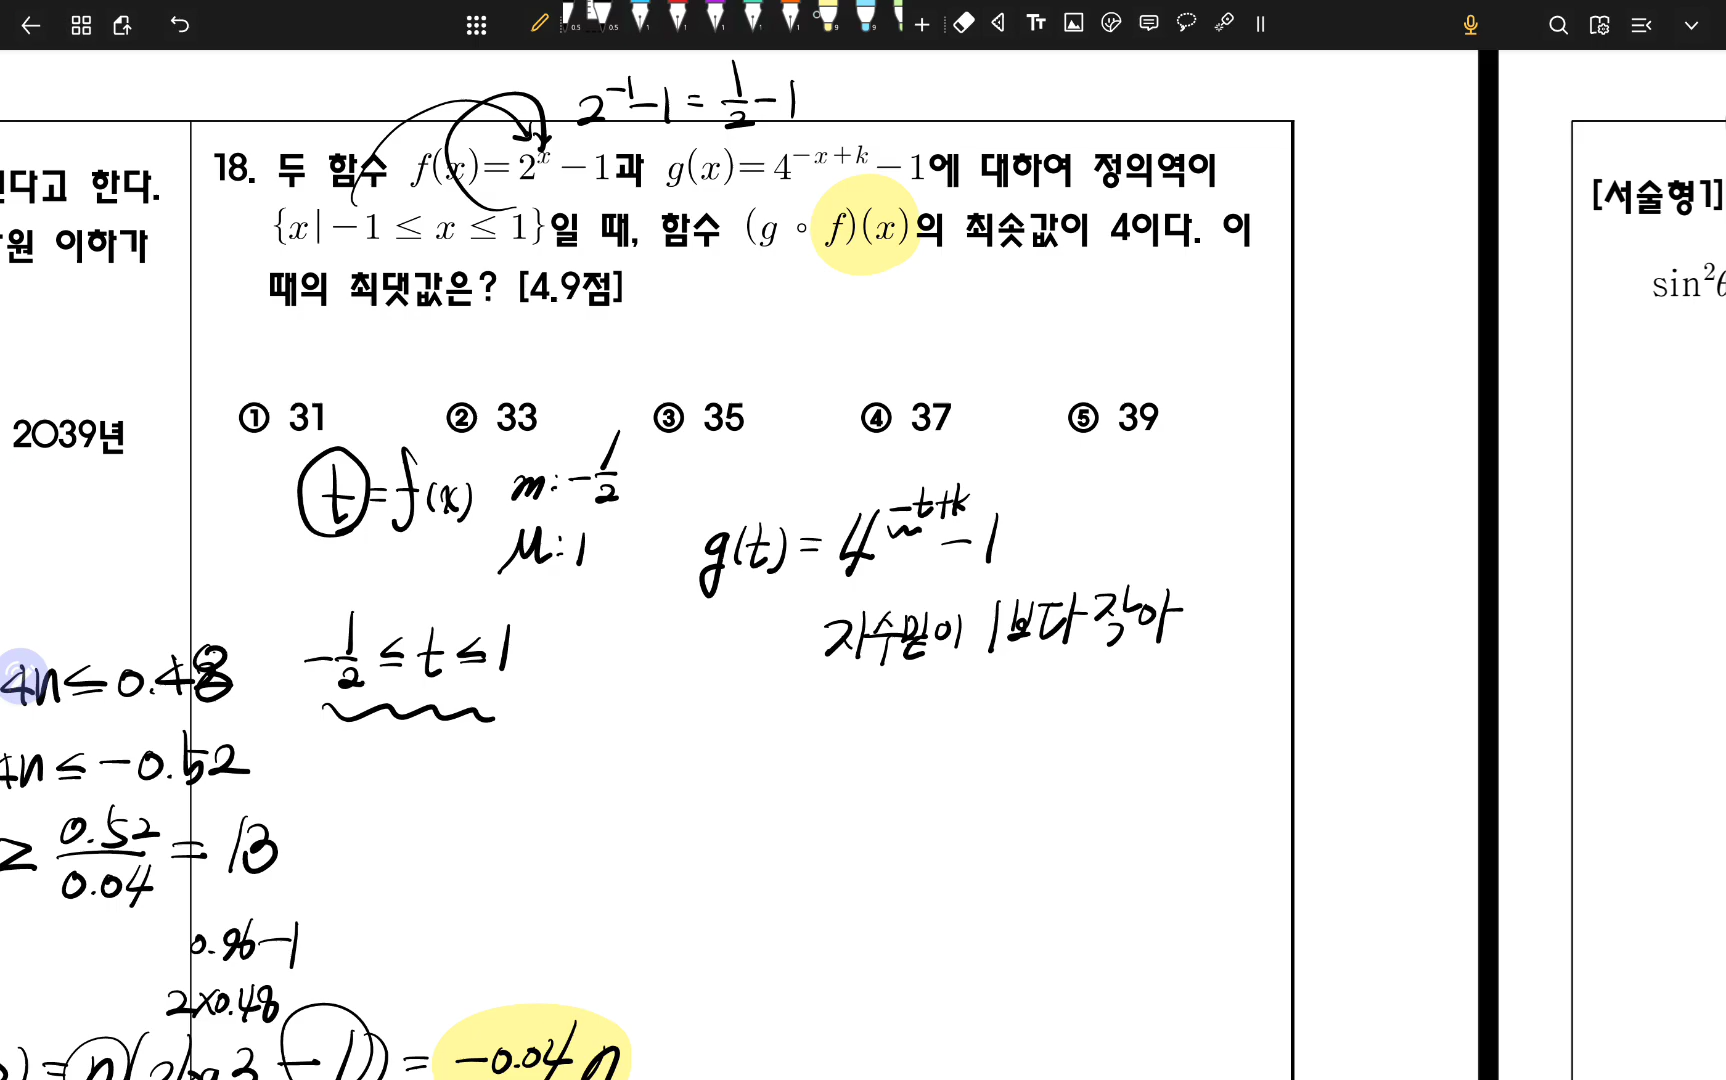 2^{-1}-1 = 1/2 - 1
18. 두 함수 f(x)=2^x-1과 g(x)=4^{-x+k}-1에 대하여 정의역이
{x|-1≤x≤1}일 때, 함수 (g∘f)(x)의 최솟값이 4이다. 이
때의 최댓값은? [4.9점]
① 31 ② 33 ③ 35 ④ 37 ⑤ 39
t=f(x) m: -1/2
M: 1
g(t) = 4^{-t+k} - 1
지수밑이 1보다 작아
-1/2 ≤ t ≤ 1
다고 한다.
원 이하가
2039년
4n ≤ 0.48
4n ≤ -0.52
≥ 0.52/0.04 = 13
0.96-1
2×0.48
= -0.04n
[서술형1]
sin²θ